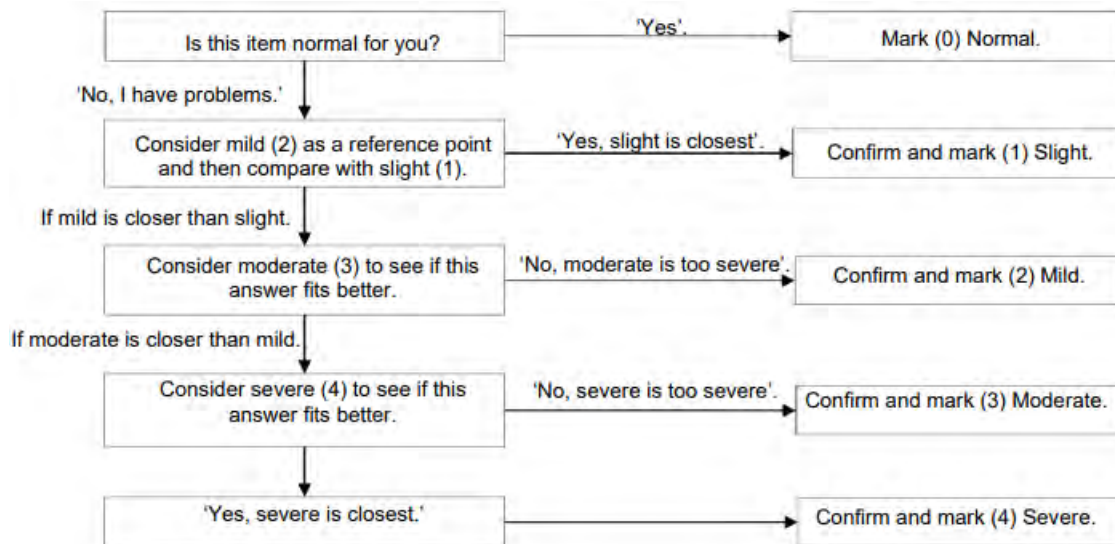 Is this item normal for you?
'Yes'.
Mark (0) Normal.
'No, I have problems.'
Consider mild (2) as a reference point
and then compare with slight (1).
'Yes, slight is closest'.
Confirm and mark (1) Slight.
If mild is closer than slight.
Consider moderate (3) to see if this
answer fits better.
'No, moderate is too severe'.
Confirm and mark (2) Mild.
If moderate is closer than mild.
Consider severe (4) to see if this
answer fits better.
'No, severe is too severe'.
Confirm and mark (3) Moderate.
'Yes, severe is closest.'
Confirm and mark (4) Severe.